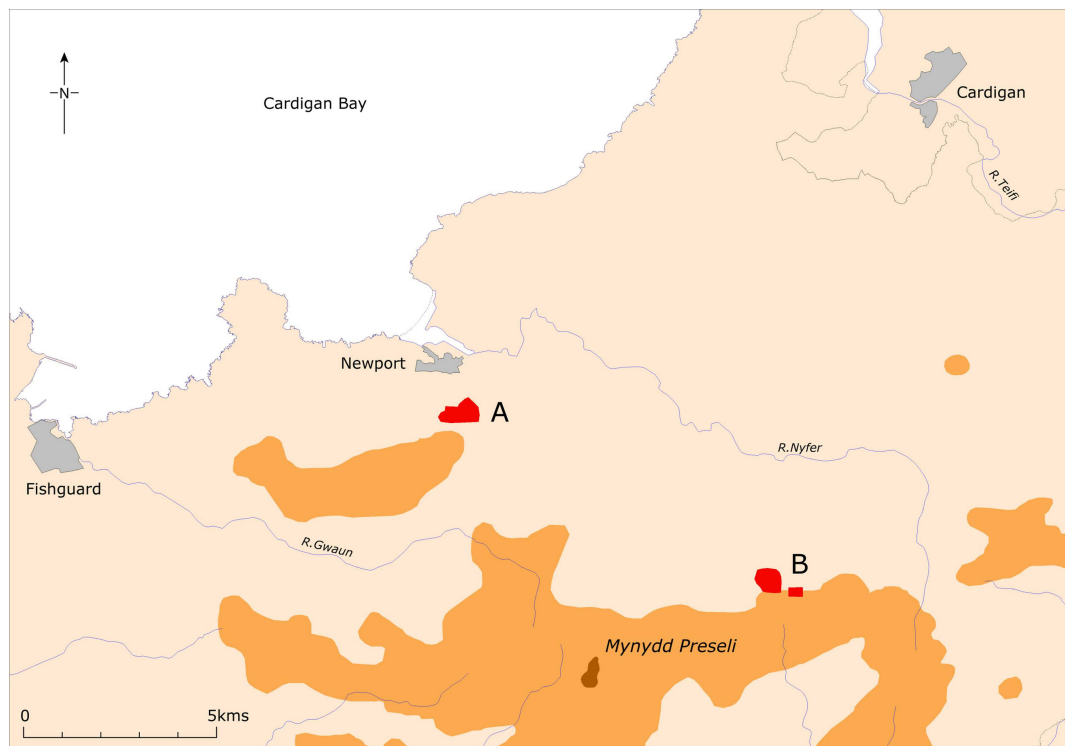 N
Cardigan Bay
Cardigan
R.Teifi
Newport
A
R.Nyfer
Fishguard
R.Gwaun
B
Mynydd Preseli
0 5kms